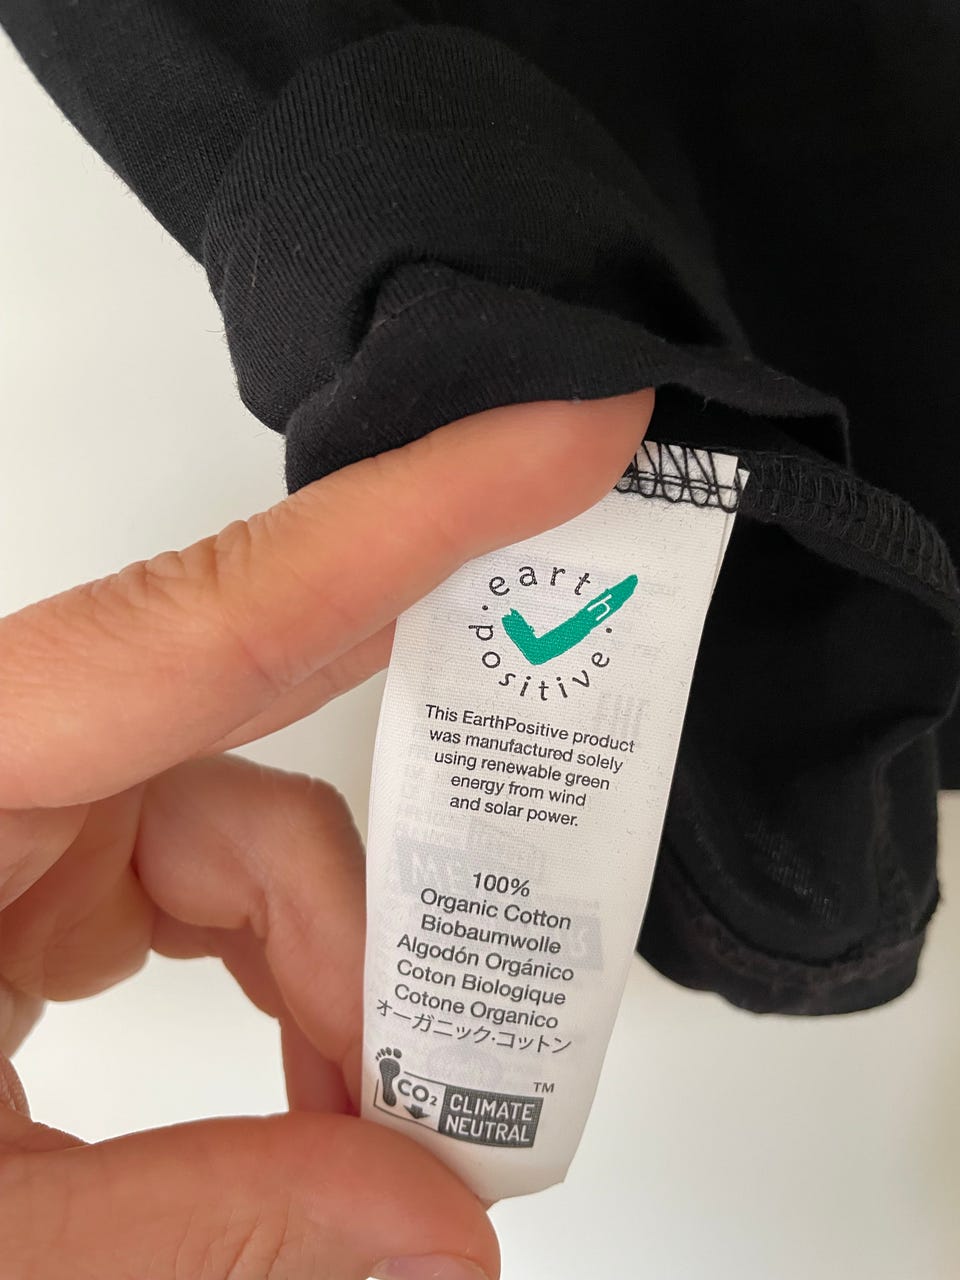 earth
positive
This EarthPositive product
was manufactured solely
using renewable green
energy from wind
and solar power.
100%
Organic Cotton
Biobaumwolle
Algodón Orgánico
Coton Biologique
Cotone Organico
オーガニック·コットン
CO₂
CLIMATE
NEUTRAL
TM